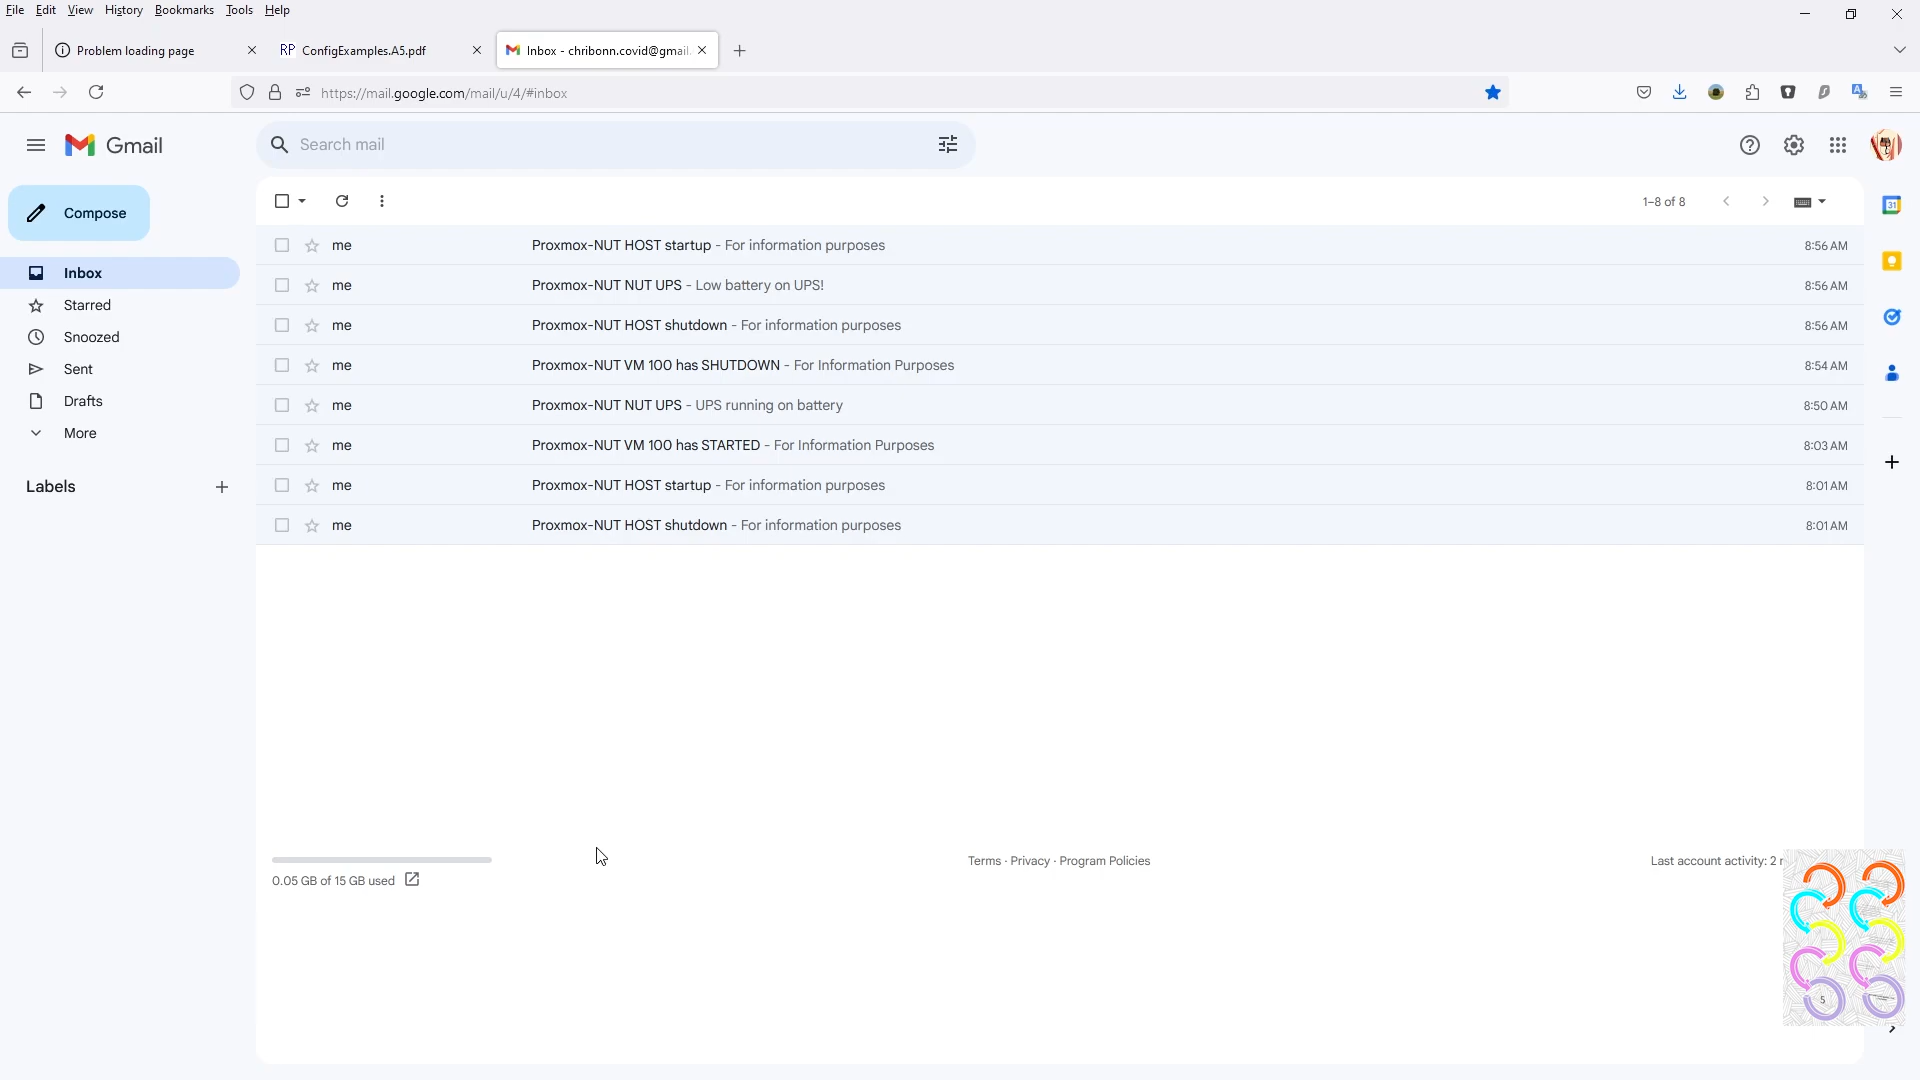 File Edit View History Bookmarks Tools Help
Problem loading page
RP ConfigExamples.A5.pdf
Inbox - chribonn.covid@gmail.
https://mail.google.com/mail/u/4/#inbox
Gmail
Search mail
Compose
1–8 of 8
Inbox
Starred
Snoozed
Sent
Drafts
More
Labels
me Proxmox-NUT HOST startup - For information purposes 8:56 AM
me Proxmox-NUT NUT UPS - Low battery on UPS! 8:56 AM
me Proxmox-NUT HOST shutdown - For information purposes 8:56 AM
me Proxmox-NUT VM 100 has SHUTDOWN - For Information Purposes 8:54 AM
me Proxmox-NUT NUT UPS - UPS running on battery 8:50 AM
me Proxmox-NUT VM 100 has STARTED - For Information Purposes 8:03 AM
me Proxmox-NUT HOST startup - For information purposes 8:01 AM
me Proxmox-NUT HOST shutdown - For information purposes 8:01 AM
31
0.05 GB of 15 GB used
Terms · Privacy · Program Policies
Last account activity: 2
5